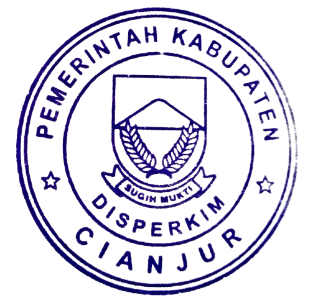 PEMERINTAH KABUPATEN
SUGIH MUKTI
DISPERKIM
CIANJUR